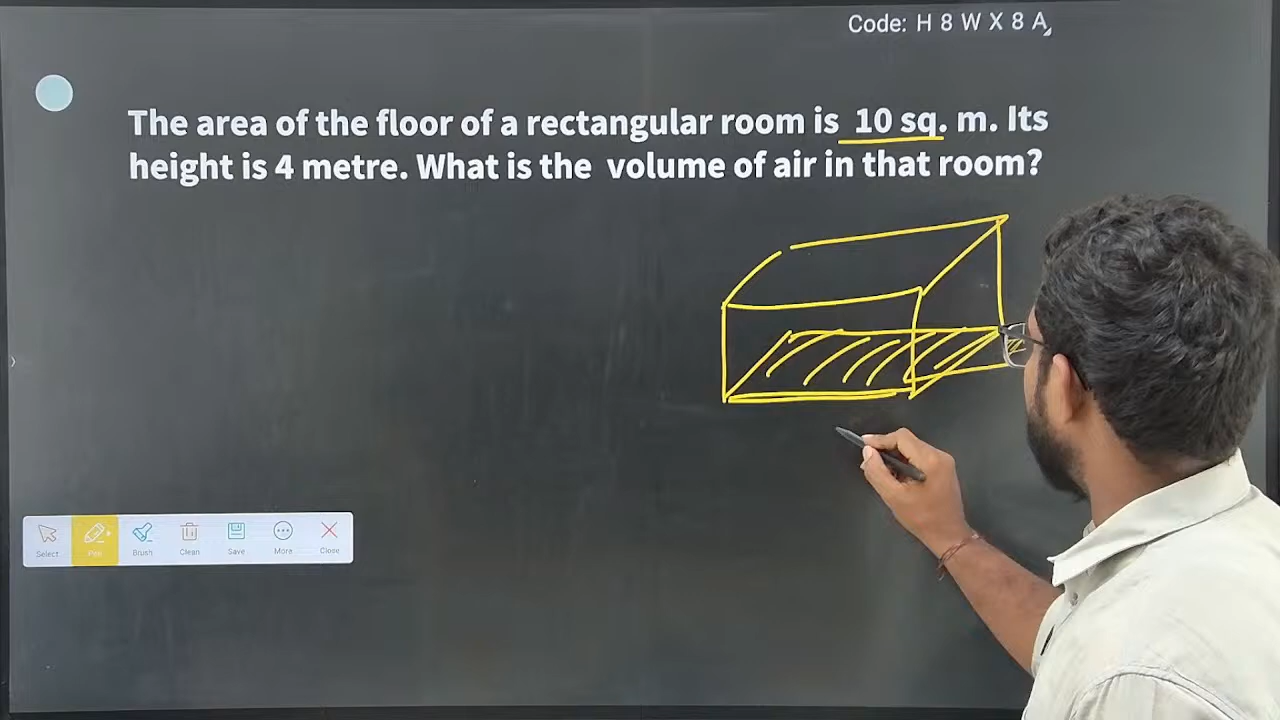 Code: H 8 W X 8 A
The area of the floor of a rectangular room is 10 sq. m. Its
height is 4 metre. What is the volume of air in that room?
Select Pen Brush Clean Save More Close